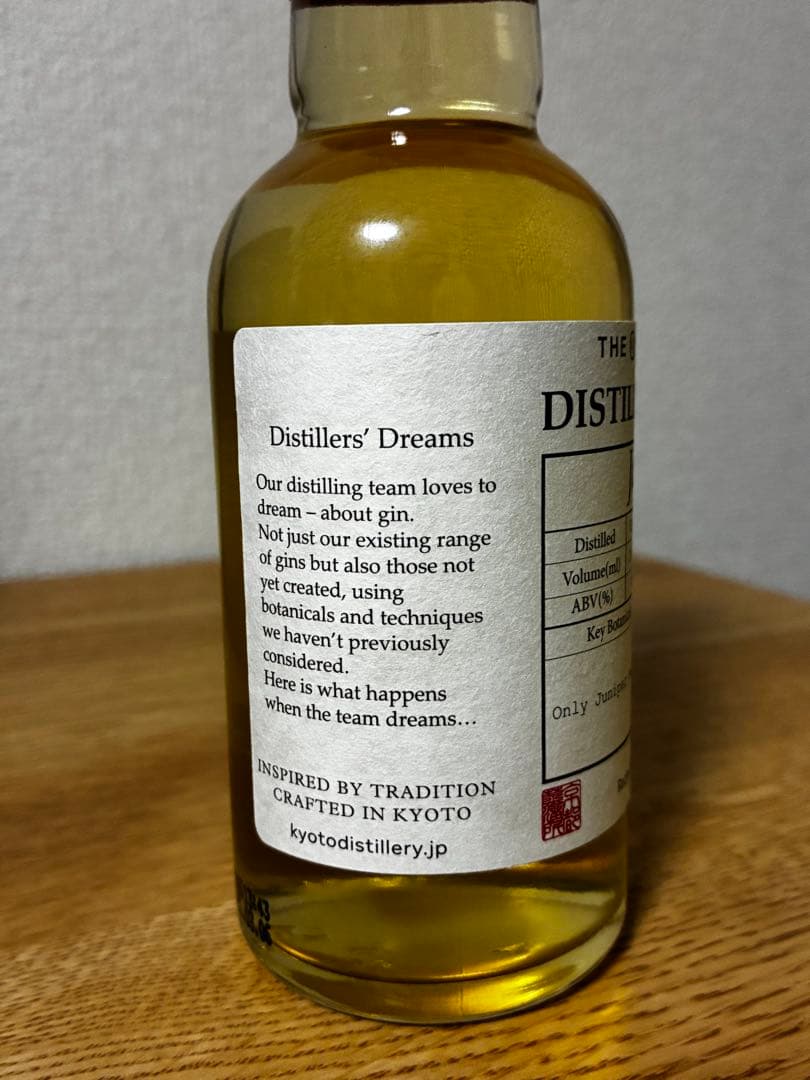 Distillers' Dreams
Our distilling team loves to
dream – about gin.
Not just our existing range
of gins but also those not
yet created, using
botanicals and techniques
we haven't previously
considered.
Here is what happens
when the team dreams...
INSPIRED BY TRADITION
CRAFTED IN KYOTO
kyotodistillery.jp
THE
Distilled
Volume(ml)
ABV(%)
Key
Only